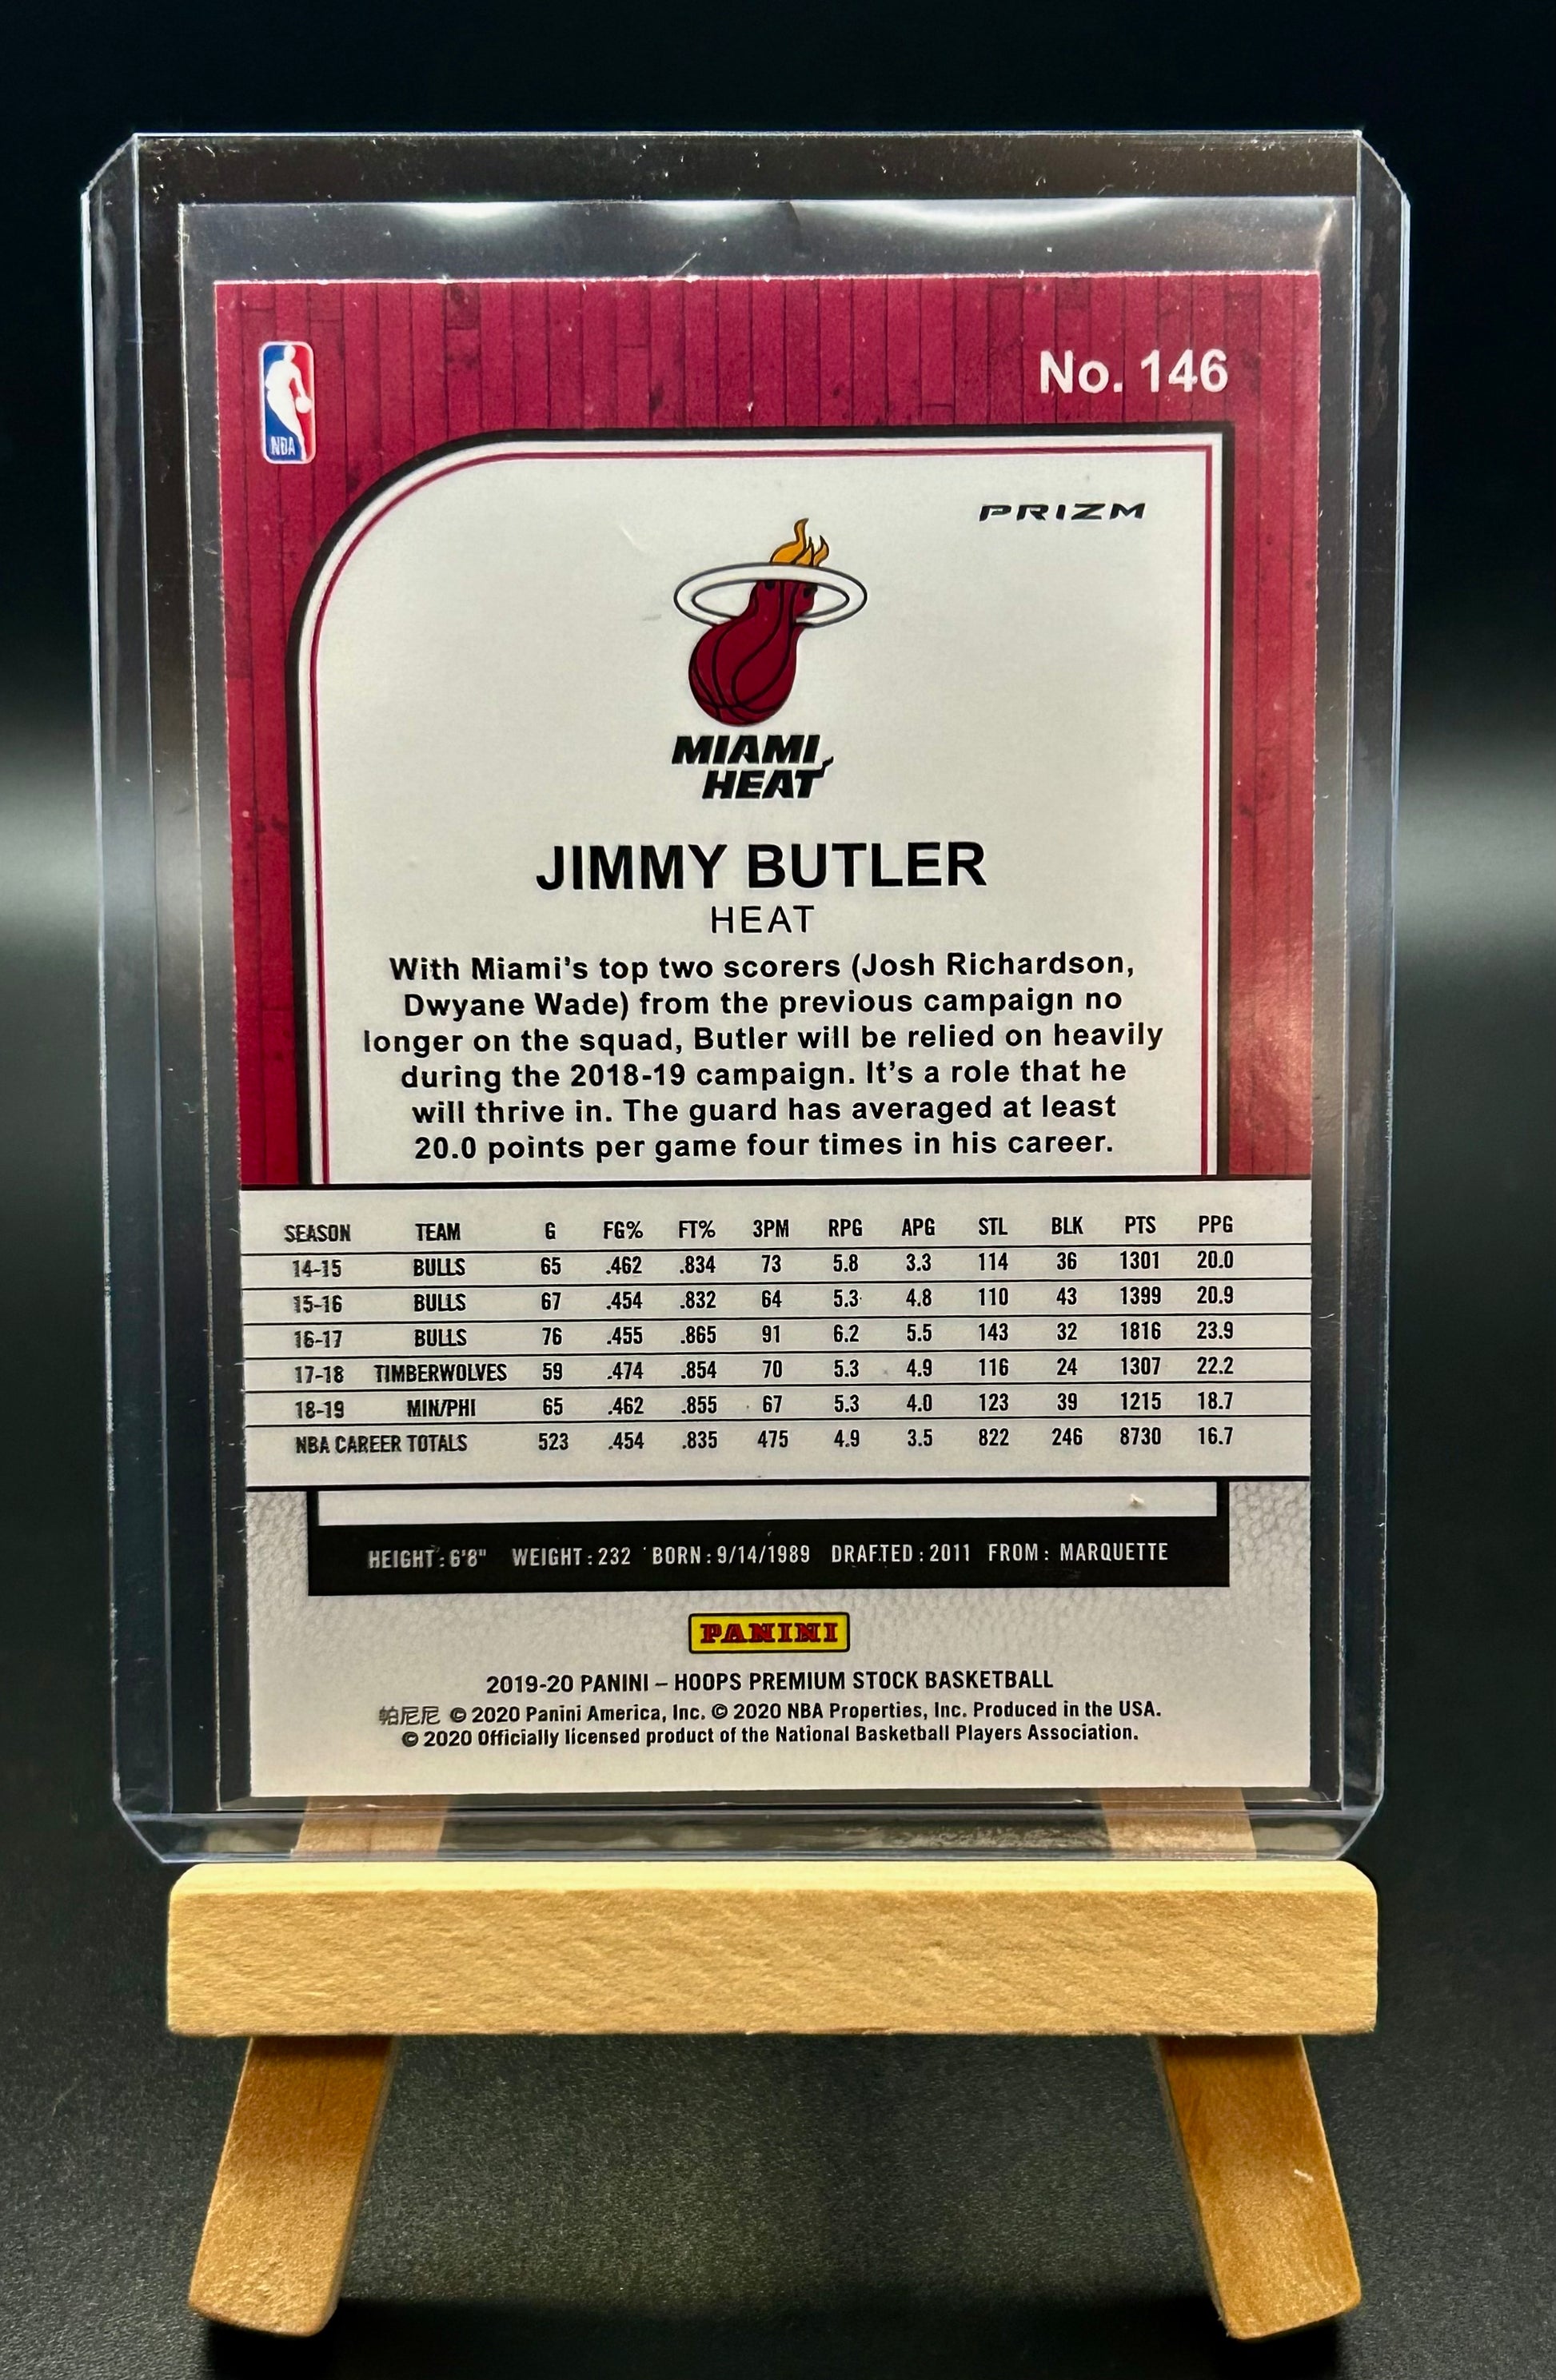 NBA
No. 146
PRIZM
MIAMI
HEAT
JIMMY BUTLER
HEAT
With Miami's top two scorers (Josh Richardson,
Dwyane Wade) from the previous campaign no
longer on the squad, Butler will be relied on heavily
during the 2018-19 campaign. It's a role that he
will thrive in. The guard has averaged at least
20.0 points per game four times in his career.
SEASON TEAM G FG% FT% 3PM RPG APG STL BLK PTS PPG
14-15 BULLS 65 .462 .834 73 5.8 3.3 114 36 1301 20.0
15-16 BULLS 67 .454 .832 64 5.3 4.8 110 43 1399 20.9
16-17 BULLS 76 .455 .865 91 6.2 5.5 143 32 1816 23.9
17-18 TIMBERWOLVES 59 .474 .854 70 5.3 4.9 116 24 1307 22.2
18-19 MIN/PHI 65 .462 .855 67 5.3 4.0 123 39 1215 18.7
NBA CAREER TOTALS 523 .454 .835 475 4.9 3.5 822 246 8730 16.7
HEIGHT: 6'8" WEIGHT: 232 BORN: 9/14/1989 DRAFTED: 2011 FROM: MARQUETTE
PANINI
2019-20 PANINI – HOOPS PREMIUM STOCK BASKETBALL
帕尼尼 © 2020 Panini America, Inc. © 2020 NBA Properties, Inc. Produced in the USA.
© 2020 Officially licensed product of the National Basketball Players Association.